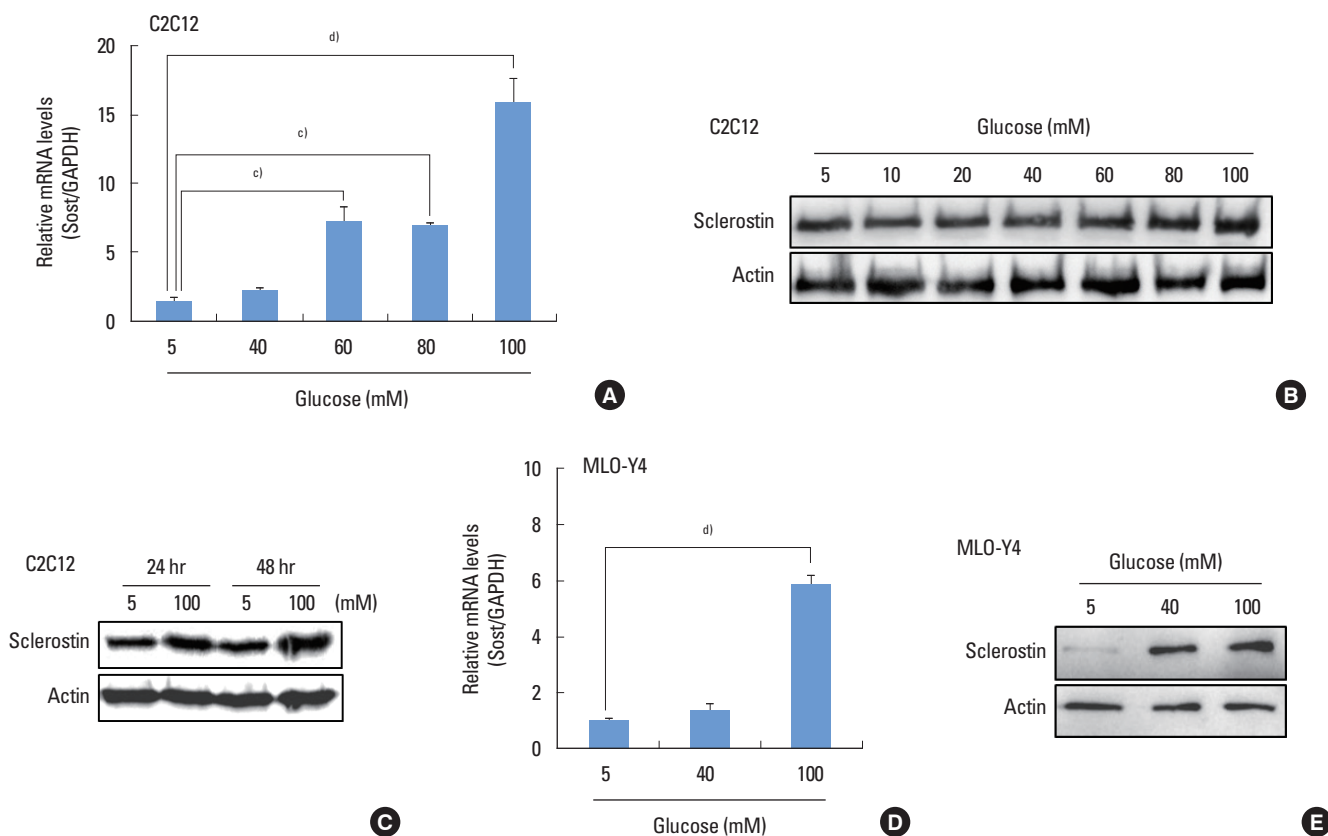 C2C12
20
15
10
5
0
Relative mRNA levels
(Sost/GAPDH)
d)
c)
c)
5 40 60 80 100
Glucose (mM)
A
C2C12 Glucose (mM)
5 10 20 40 60 80 100
Sclerostin
Actin
B
C2C12 24 hr 48 hr
5 100 5 100 (mM)
Sclerostin
Actin
C
MLO-Y4
10
8
6
4
2
0
Relative mRNA levels
(Sost/GAPDH)
d)
5 40 100
Glucose (mM)
D
MLO-Y4
Glucose (mM)
5 40 100
Sclerostin
Actin
E